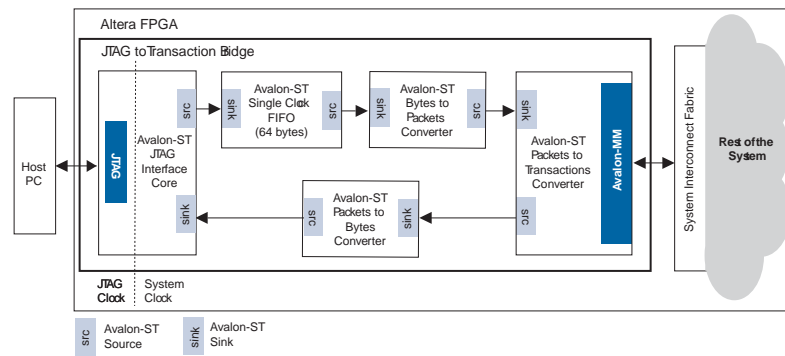 Altera FPGA
JTAG to Transaction Bridge
Host
PC
JTAG
Avalon-ST
JTAG
Interface
Core
src
sink
sink
Avalon-ST
Single Clock
FIFO
(64 bytes)
src
sink
Avalon-ST
Bytes to
Packets
Converter
src
sink
Avalon-ST
Packets to
Transactions
Converter
src
Avalon-MM
src
Avalon-ST
Packets to
Bytes
Converter
sink
System Interconnect Fabric
Rest of the
System
JTAG
Clock
System
Clock
src
Avalon-ST
Source
sink
Avalon-ST
Sink